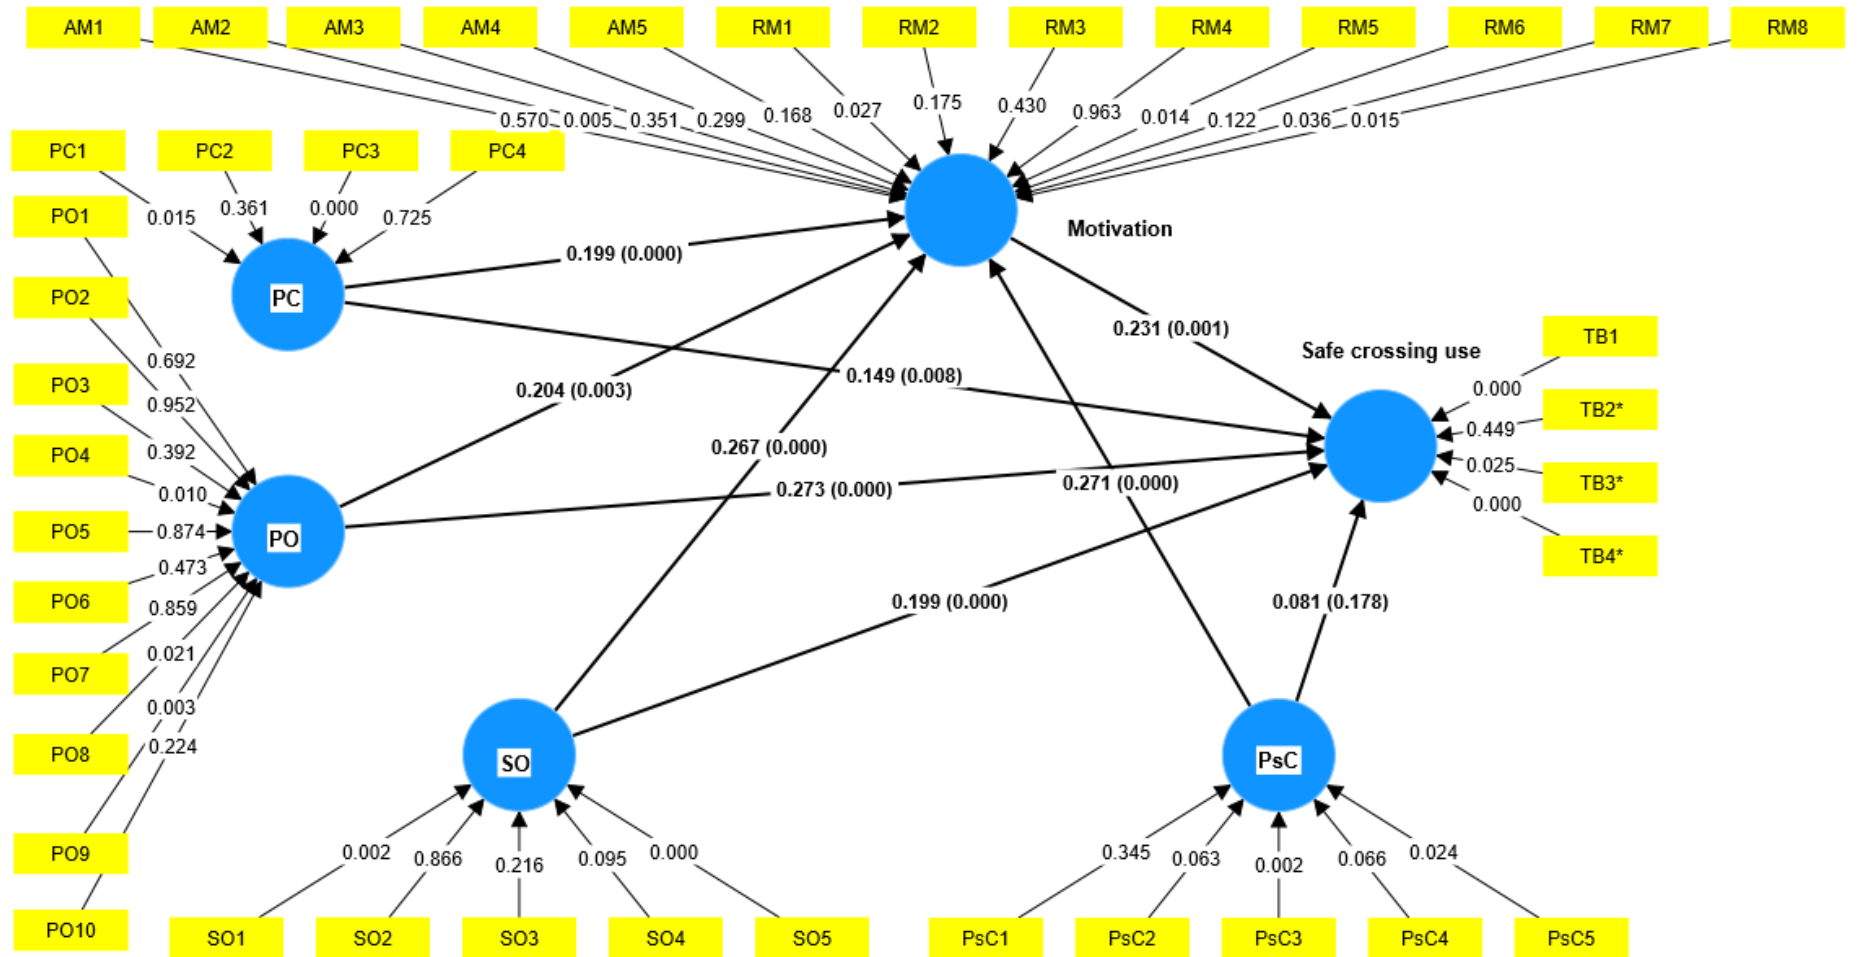 AM1 AM2 AM3 AM4 AM5 RM1 RM2 RM3 RM4 RM5 RM6 RM7 RM8
0.570 0.005 0.351 0.299 0.168 0.027 0.175 0.430 0.963 0.014 0.122 0.036 0.015
PC1 PC2 PC3 PC4
0.015 0.361 0.000 0.725
PO1
Motivation
0.199 (0.000)
PC
PO2
0.231 (0.001)
TB1
Safe crossing use
0.692
0.149 (0.008)
PO3
0.204 (0.003)
0.000
0.952
TB2*
0.449
0.267 (0.000)
0.392
PO4
0.025
TB3*
0.271 (0.000)
0.273 (0.000)
0.010
0.000
PO5
0.874
PO
TB4*
0.473
PO6
0.859
0.199 (0.000)
0.081 (0.178)
0.021
PO7
0.003
0.224
PO8
SO
PsC
PO9
0.002 0.866 0.216 0.095 0.000
0.345 0.063 0.002 0.066 0.024
PO10
SO1 SO2 SO3 SO4 SO5
PsC1 PsC2 PsC3 PsC4 PsC5